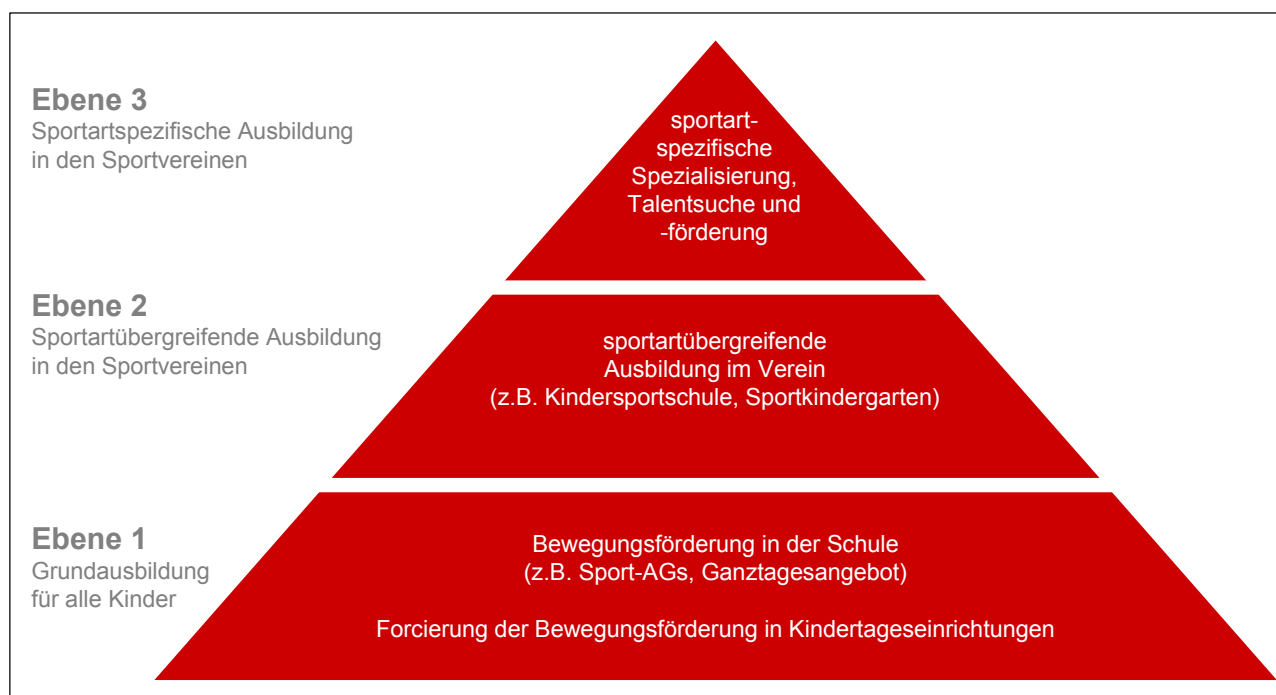 Ebene 3
Sportartspezifische Ausbildung
in den Sportvereinen
sportart-
spezifische
Spezialisierung,
Talentsuche und
-förderung
Ebene 2
Sportartübergreifende Ausbildung
in den Sportvereinen
sportartübergreifende
Ausbildung im Verein
(z.B. Kindersportschule, Sportkindergarten)
Ebene 1
Grundausbildung
für alle Kinder
Bewegungsförderung in der Schule
(z.B. Sport-AGs, Ganztagesangebot)
Forcierung der Bewegungsförderung in Kindertageseinrichtungen